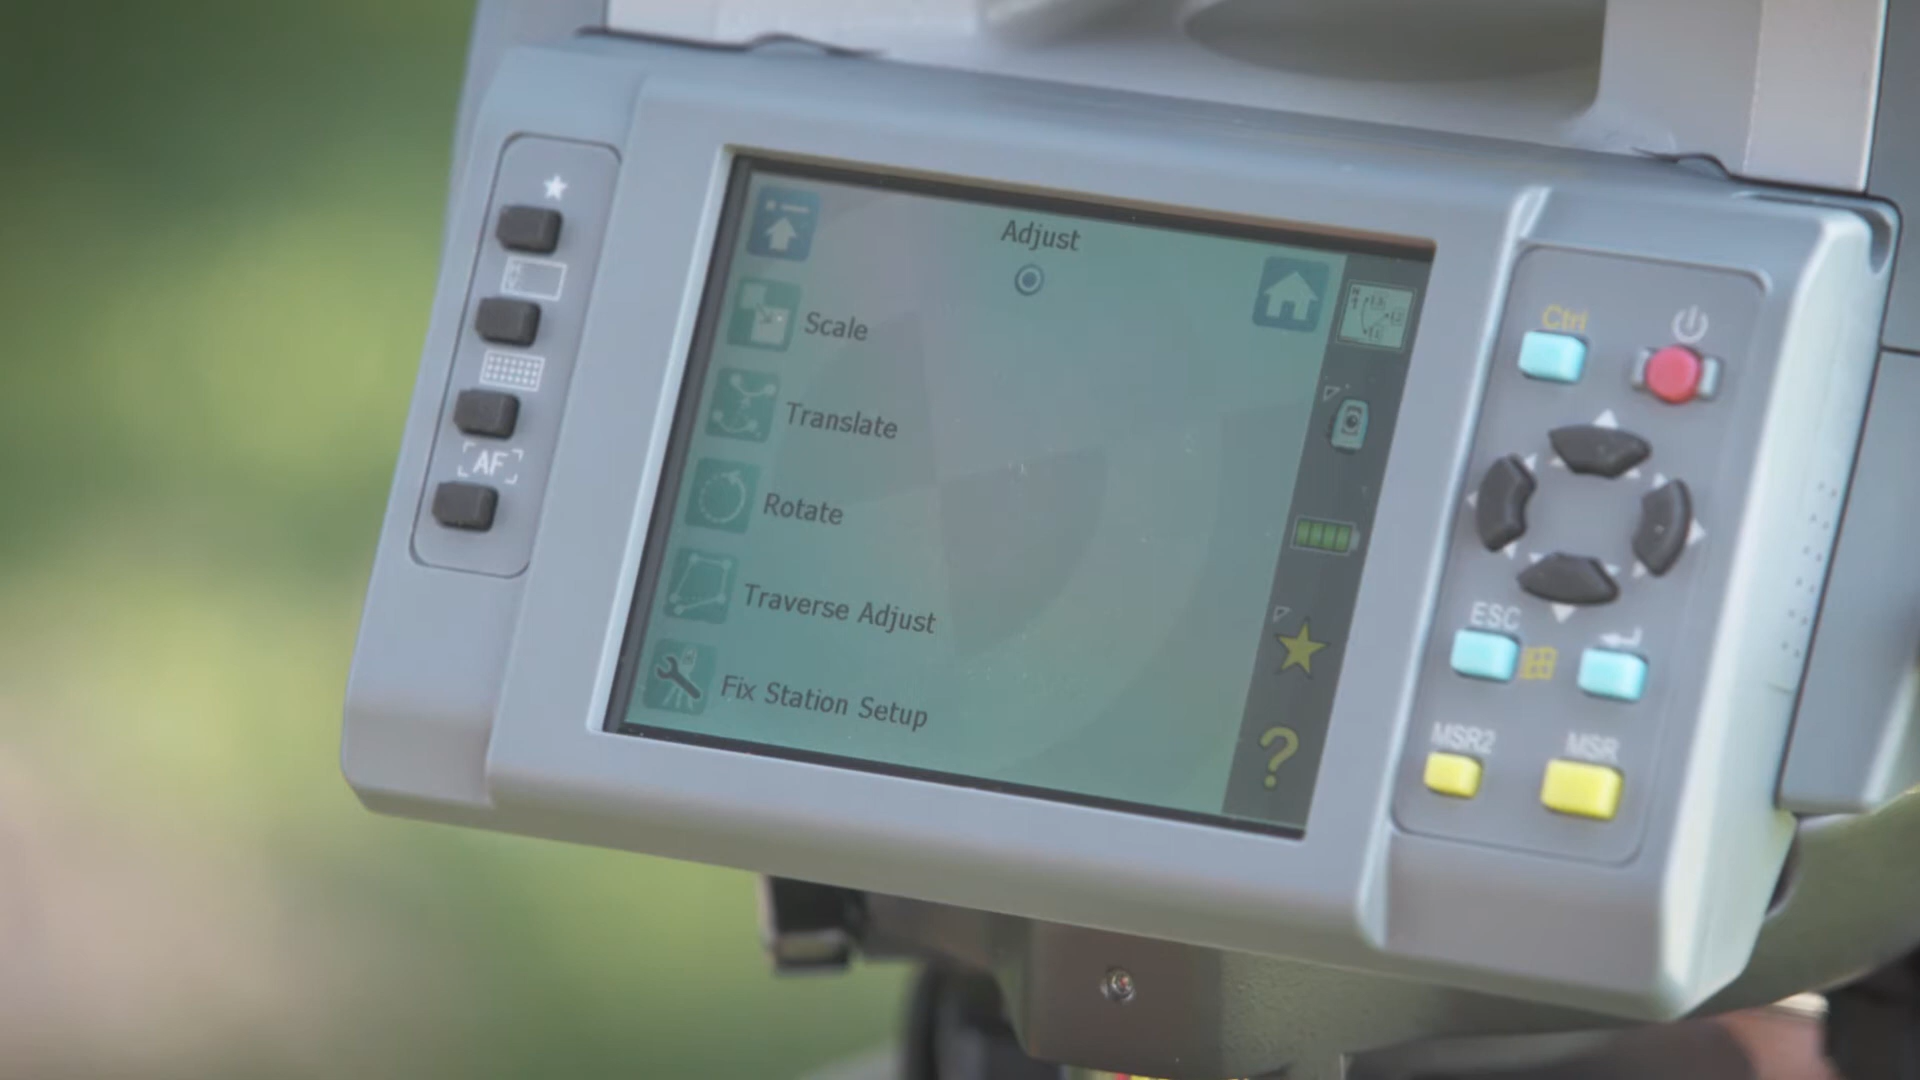 Adjust
Scale
Translate
Rotate
Traverse Adjust
Fix Station Setup
?
AF
Ctrl
ESC
MSR2
MSR